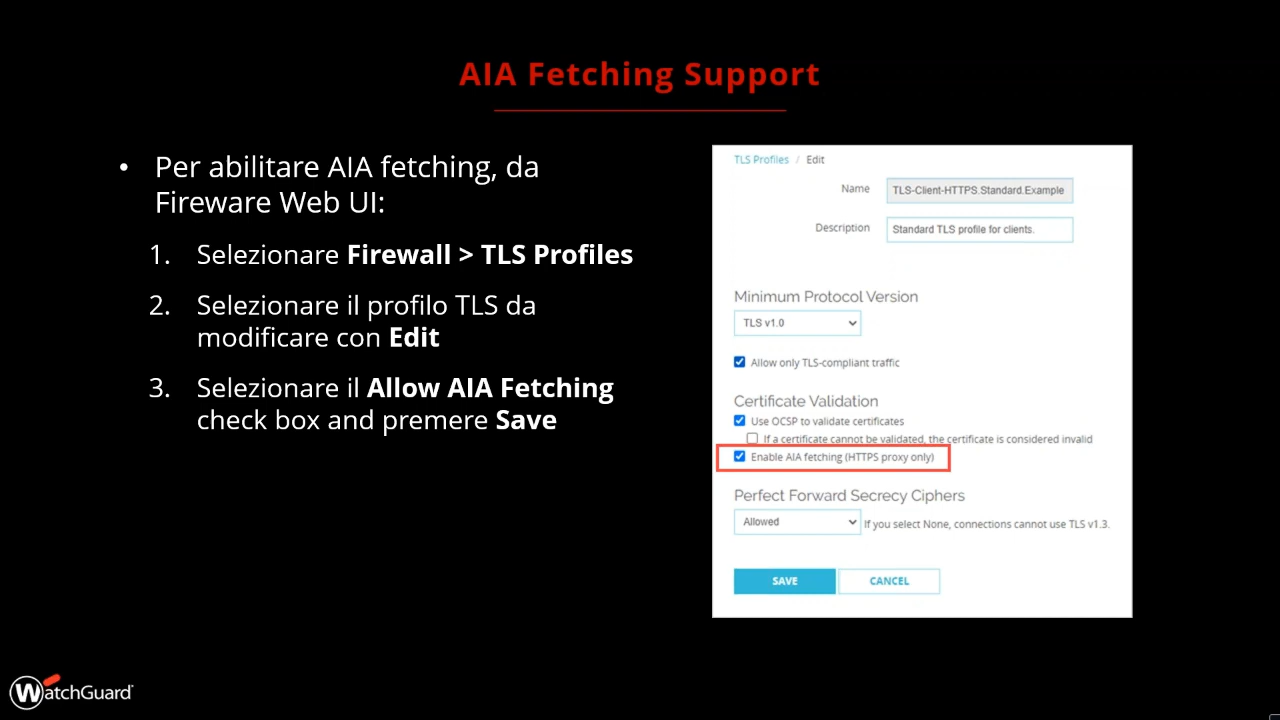 AIA Fetching Support
• Per abilitare AIA fetching, da
Fireware Web UI:
1. Selezionare Firewall > TLS Profiles
2. Selezionare il profilo TLS da
modificare con Edit
3. Selezionare il Allow AIA Fetching
check box and premere Save
TLS Profiles / Edit
Name TLS-Client-HTTPS.Standard.Example
Description Standard TLS profile for clients.
Minimum Protocol Version
TLS v1.0
Allow only TLS-compliant traffic
Certificate Validation
Use OCSP to validate certificates
If a certificate cannot be validated, the certificate is considered invalid
Enable AIA fetching (HTTPS proxy only)
Perfect Forward Secrecy Ciphers
Allowed If you select None, connections cannot use TLS v1.3.
SAVE CANCEL
WatchGuard